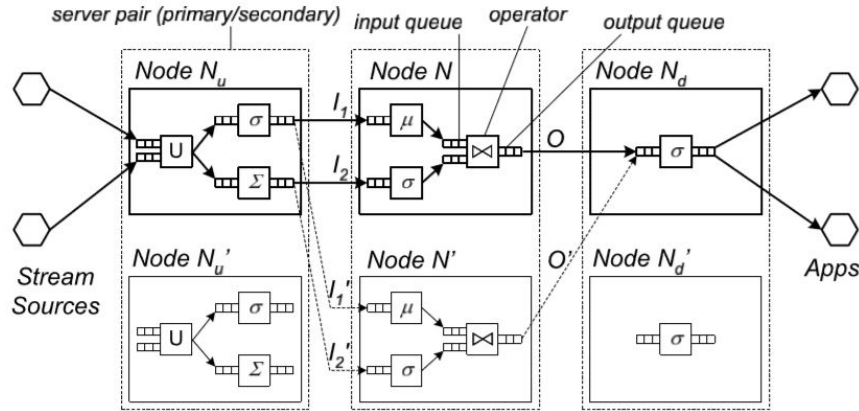 server pair (primary/secondary)
input queue
operator
output queue
Node Nu
Node N
Node Nd
I1
μ
σ
U
⋈
O
σ
I2
Σ
σ
Stream
Sources
Apps
Node Nu'
Node N'
O'
Node Nd'
I1'
σ
μ
U
⋈
σ
I2'
Σ
σ